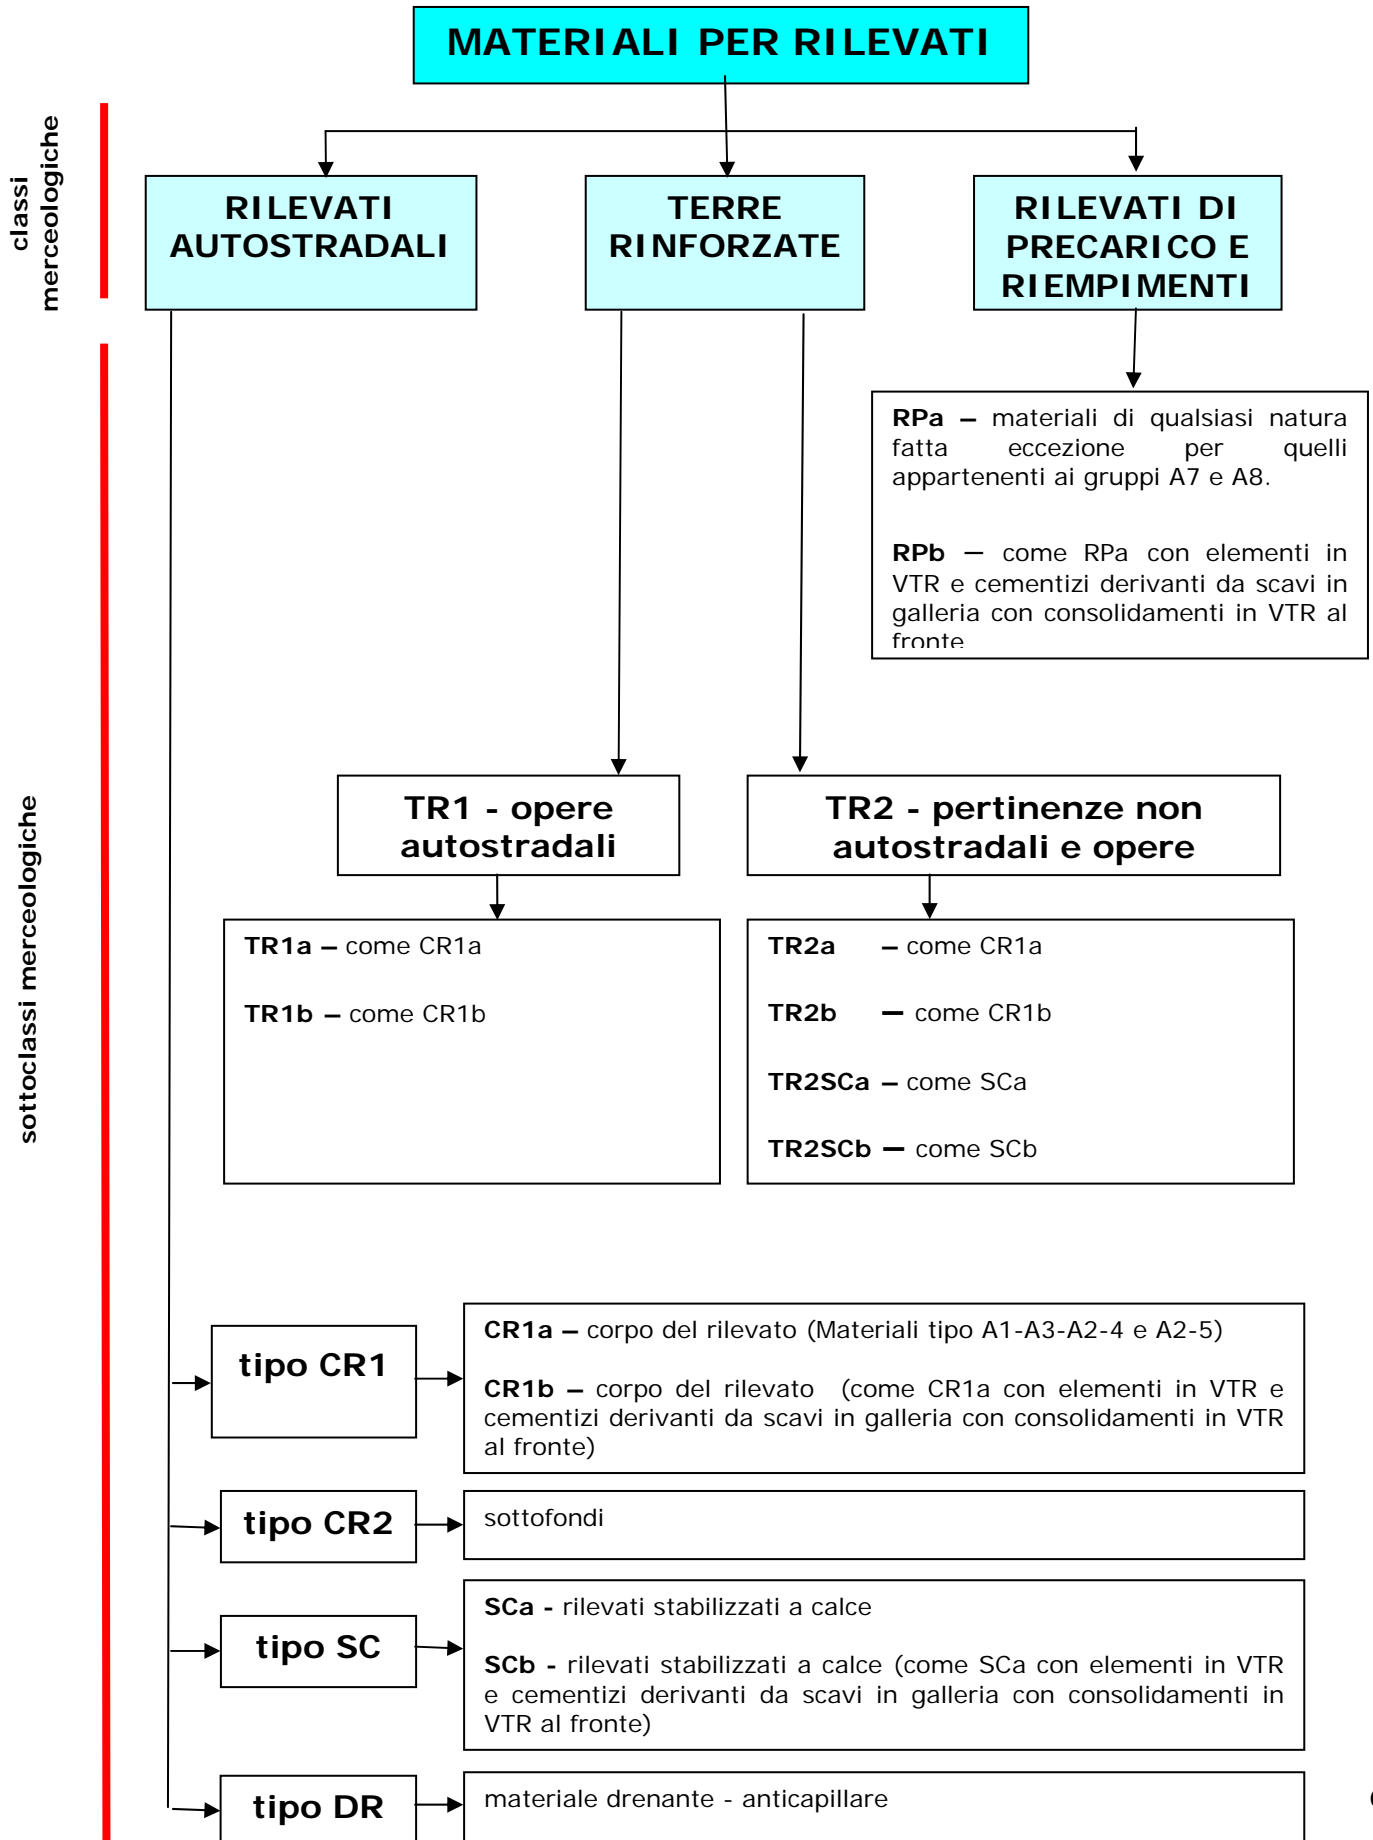 MATERIALI PER RILEVATI
classi
merceologiche
RILEVATI
AUTOSTRADALI
TERRE
RINFORZATE
RILEVATI DI
PRECARICO E
RIEMPIMENTI
RPa – materiali di qualsiasi natura
fatta eccezione per quelli
appartenenti ai gruppi A7 e A8.
RPb – come RPa con elementi in
VTR e cementizi derivanti da scavi in
galleria con consolidamenti in VTR al
fronte
sottoclassi merceologiche
TR1 - opere
autostradali
TR2 - pertinenze non
autostradali e opere
TR1a – come CR1a
TR1b – come CR1b
TR2a – come CR1a
TR2b – come CR1b
TR2SCa – come SCa
TR2SCb – come SCb
tipo CR1
CR1a – corpo del rilevato (Materiali tipo A1-A3-A2-4 e A2-5)
CR1b – corpo del rilevato (come CR1a con elementi in VTR e
cementizi derivanti da scavi in galleria con consolidamenti in VTR
al fronte)
tipo CR2
sottofondi
tipo SC
SCa - rilevati stabilizzati a calce
SCb - rilevati stabilizzati a calce (come SCa con elementi in VTR
e cementizi derivanti da scavi in galleria con consolidamenti in
VTR al fronte)
tipo DR
materiale drenante - anticapillare